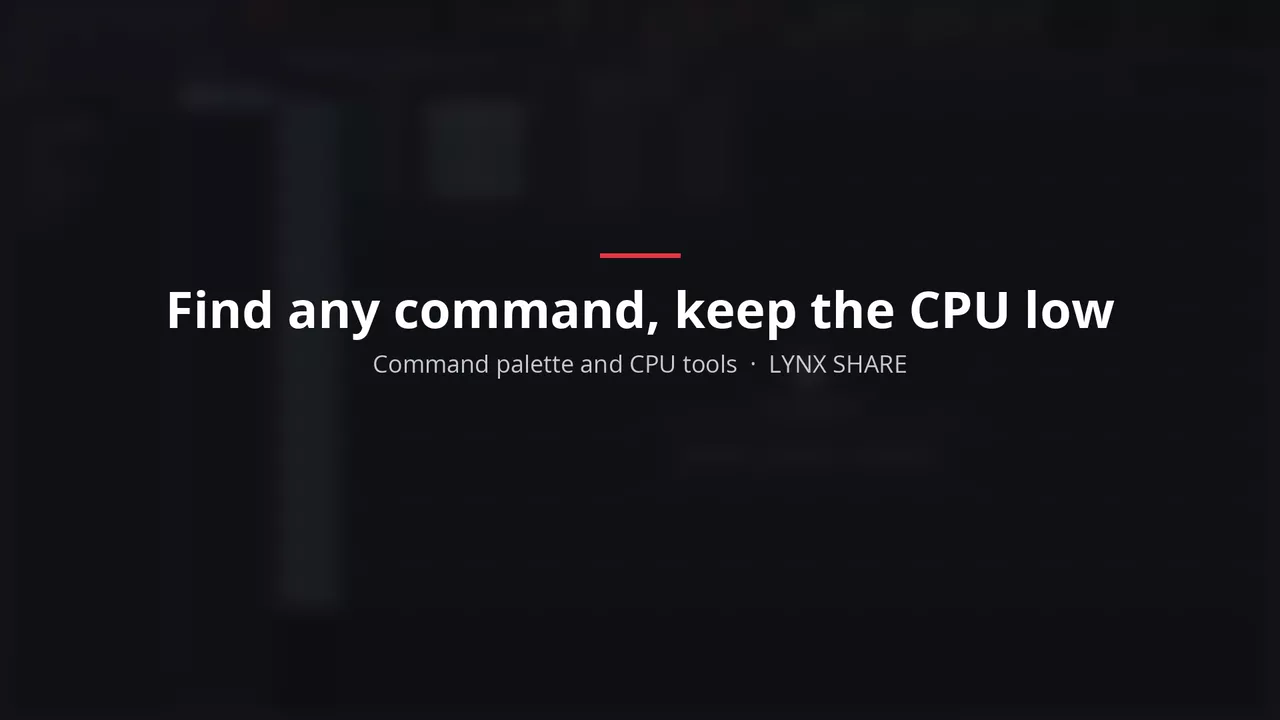 Find any command, keep the CPU low
Command palette and CPU tools · LYNX SHARE